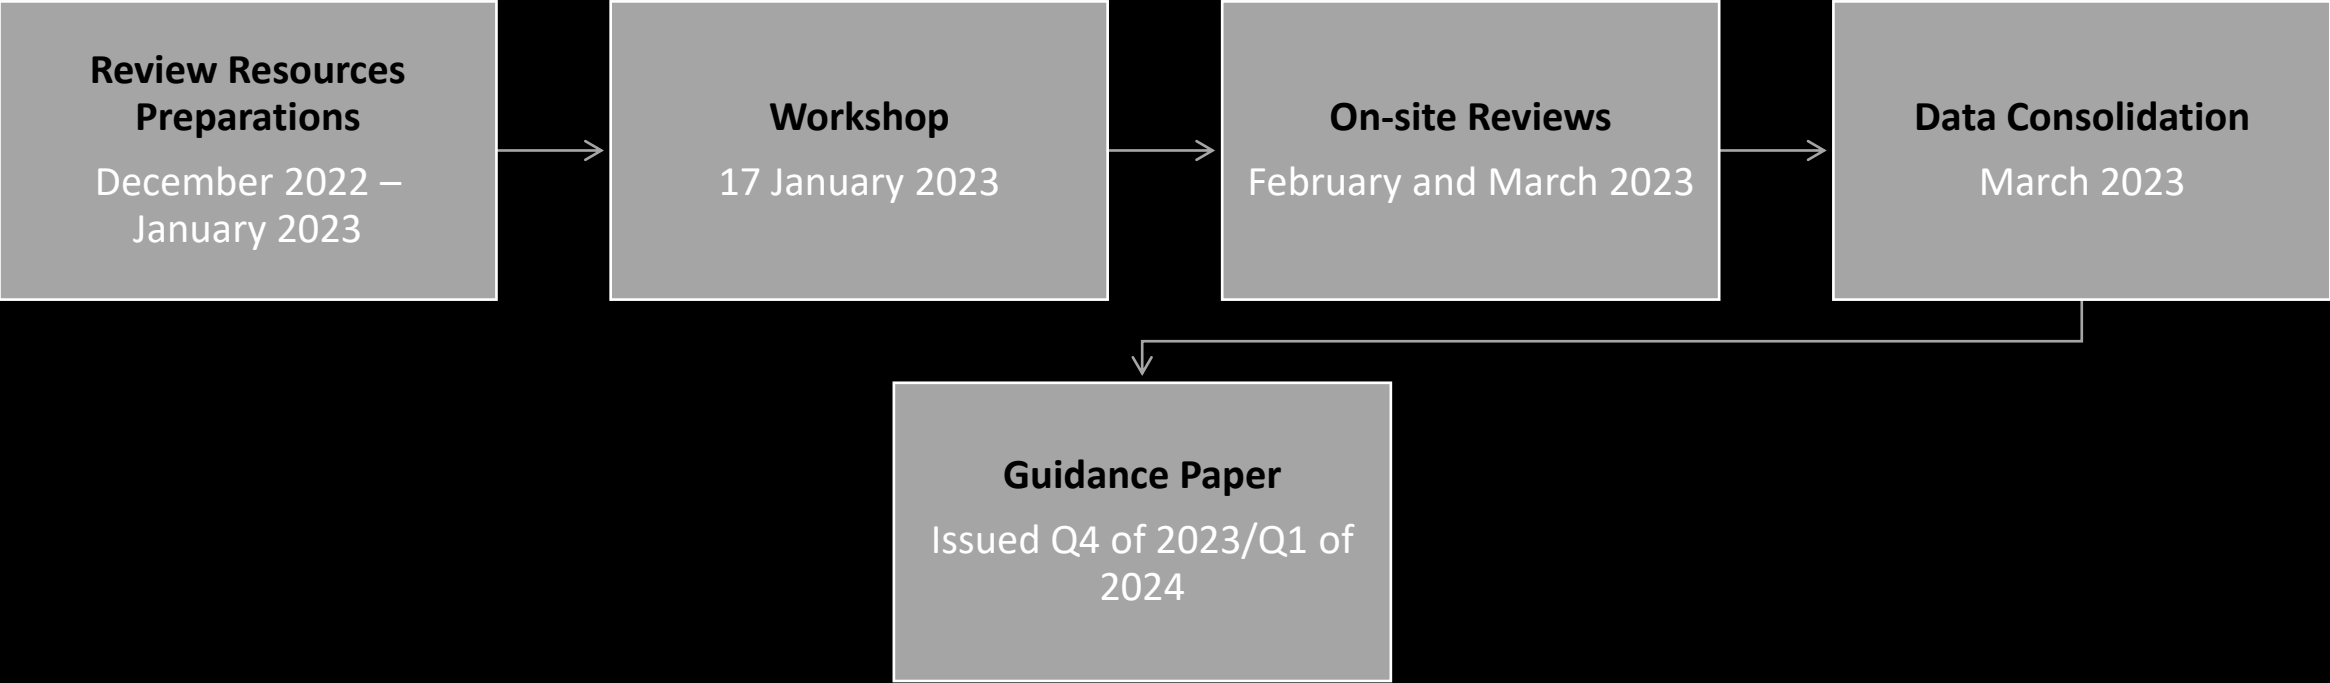 Review Resources
Preparations
December 2022 –
January 2023
Workshop
17 January 2023
On-site Reviews
February and March 2023
Data Consolidation
March 2023
Guidance Paper
Issued Q4 of 2023/Q1 of
2024